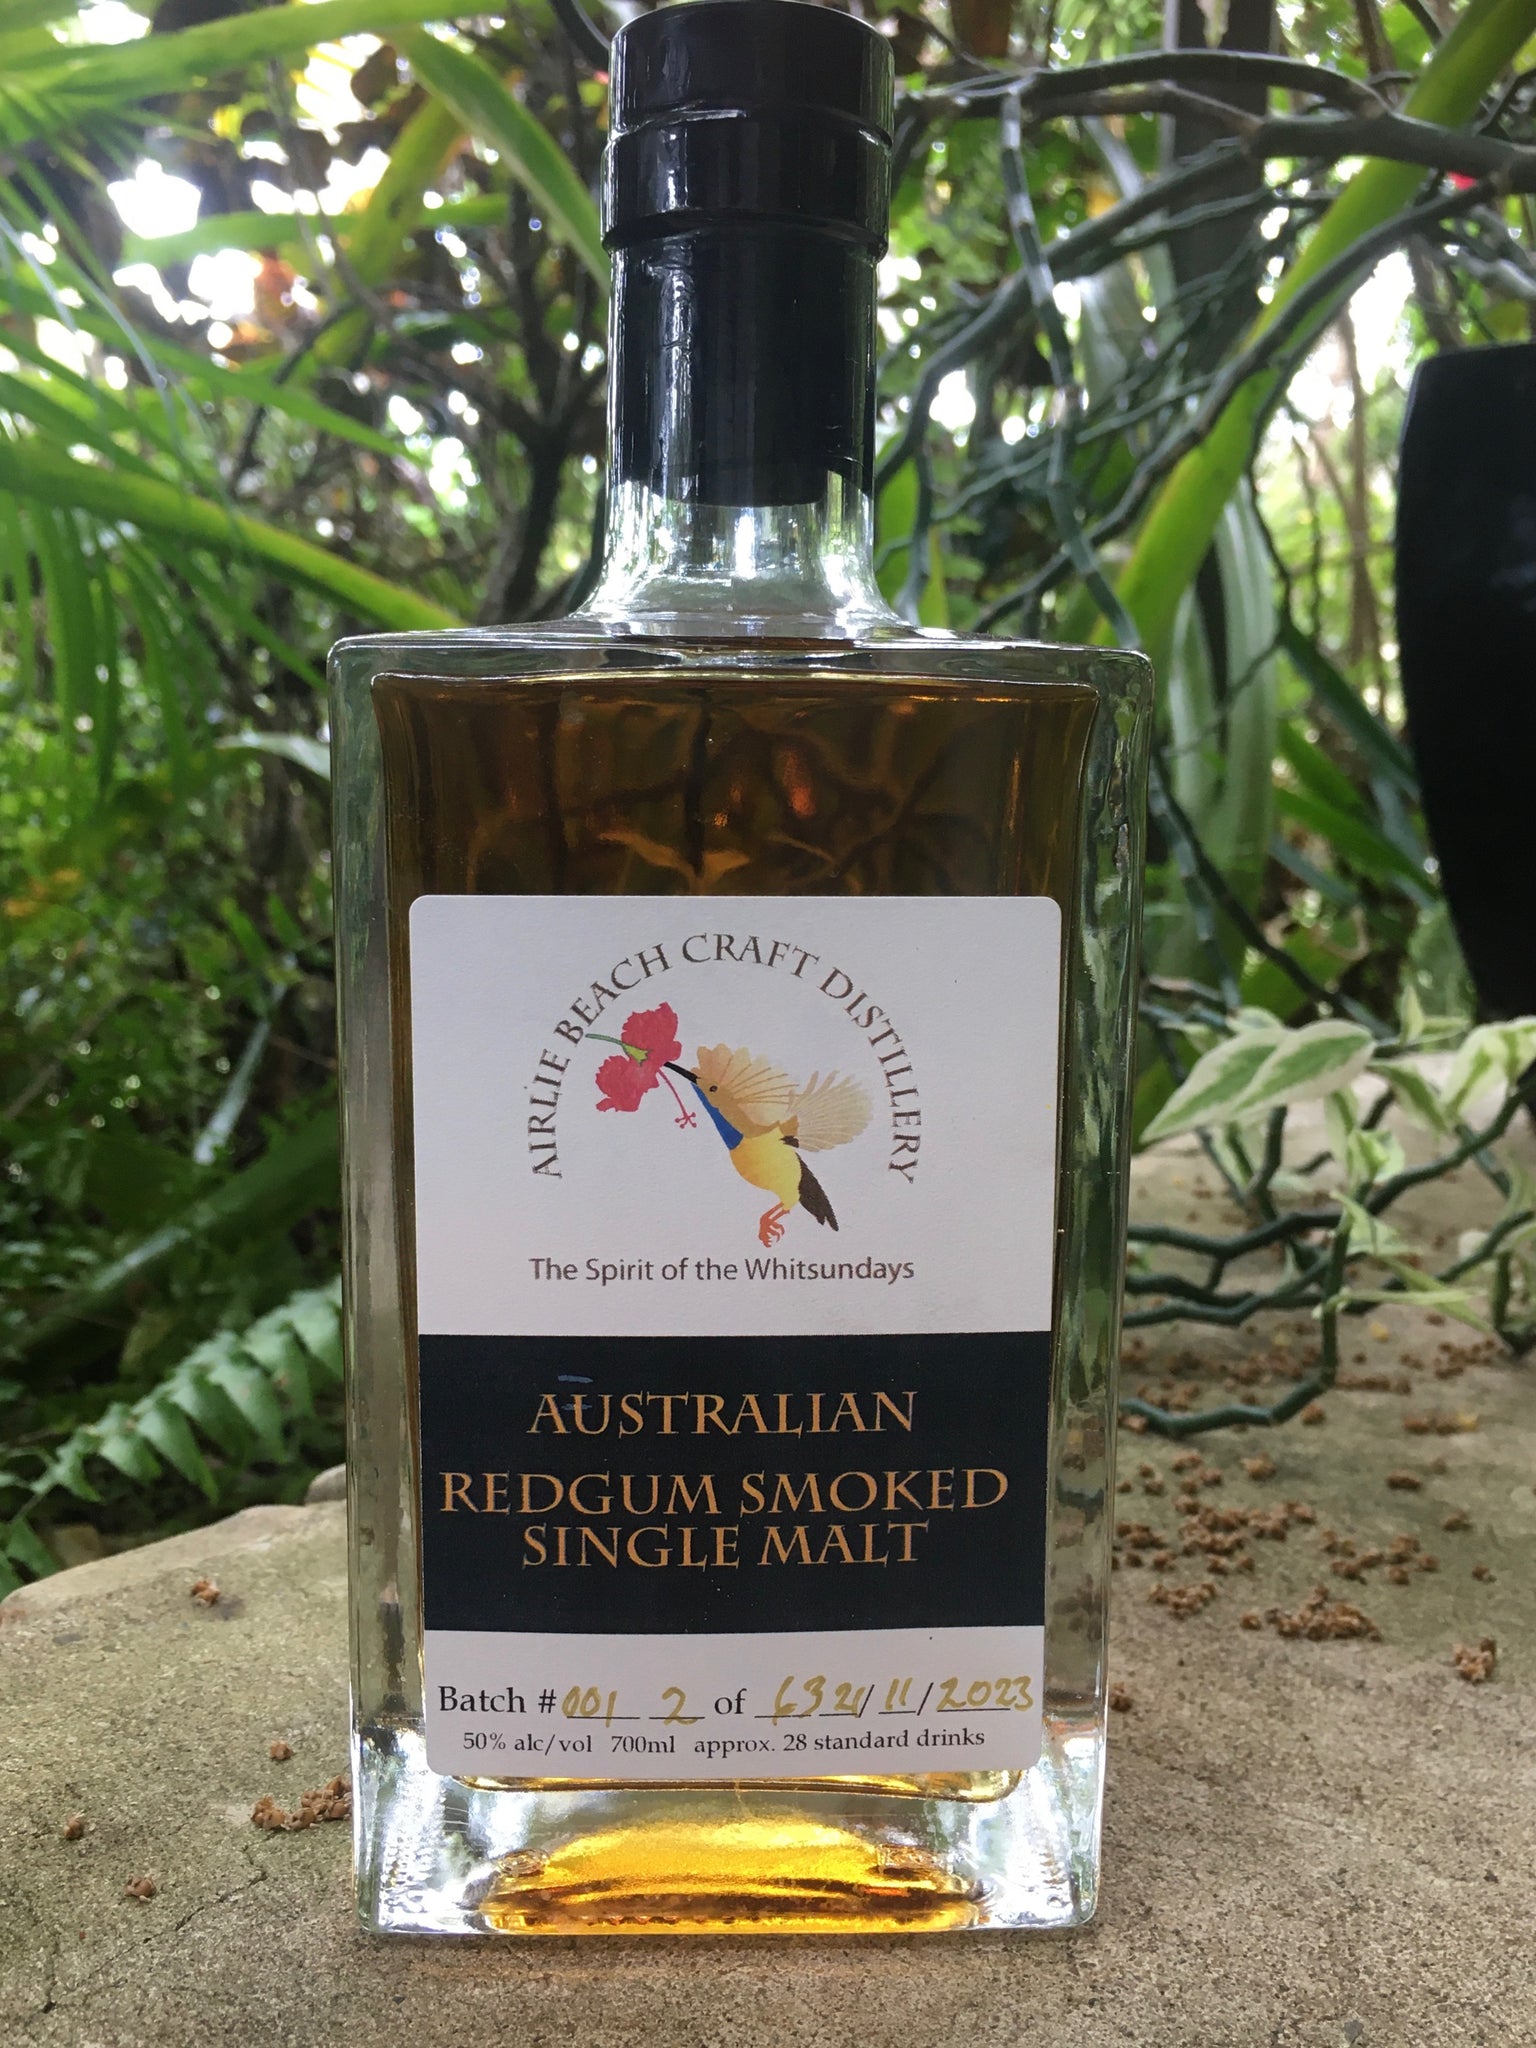 AIRLIE BEACH CRAFT DISTILLERY
The Spirit of the Whitsundays
AUSTRALIAN
REDGUM SMOKED
SINGLE MALT
Batch # 001 2 of 63 21/11/2023
50% alc/vol 700ml approx. 28 standard drinks